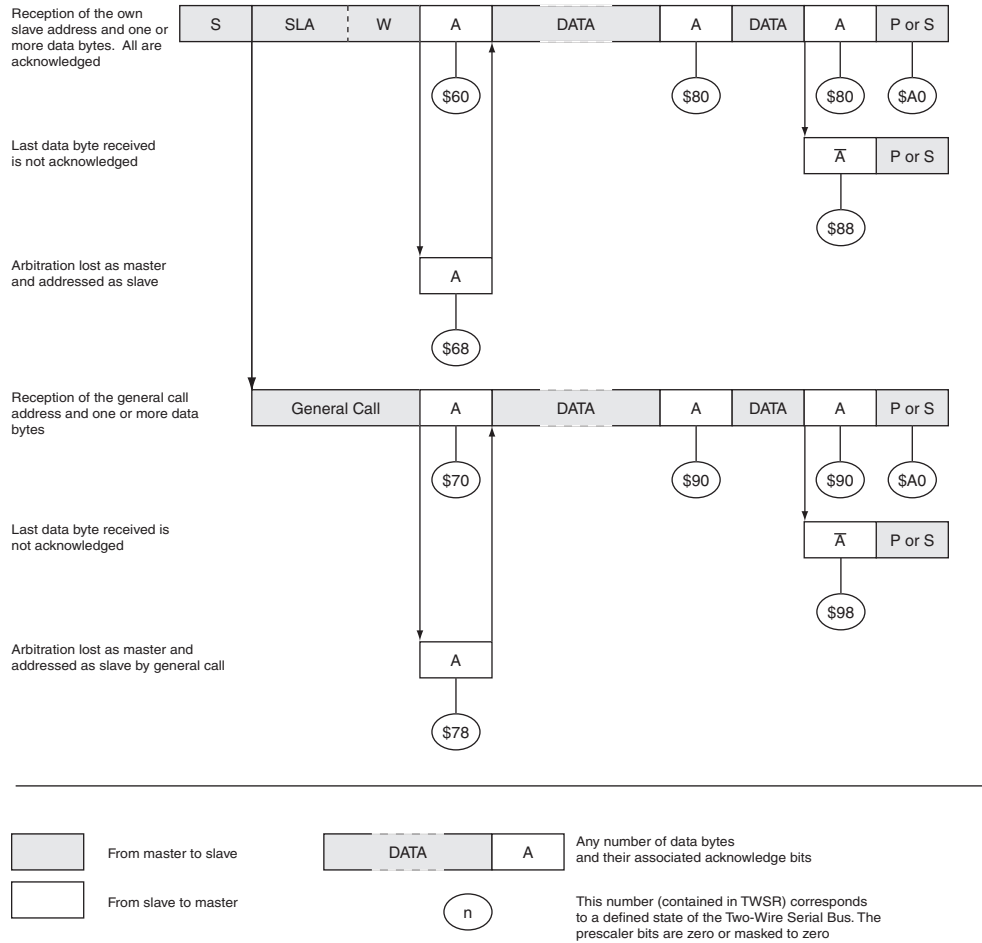 Reception of the own
slave address and one or
more data bytes. All are
acknowledged
S SLA W A DATA A DATA A P or S
$60 $80 $80 $A0
Last data byte received
is not acknowledged
A̅ P or S
$88
Arbitration lost as master
and addressed as slave
A
$68
Reception of the general call
address and one or more data
bytes
General Call A DATA A DATA A P or S
$70 $90 $90 $A0
Last data byte received is
not acknowledged
A̅ P or S
$98
Arbitration lost as master and
addressed as slave by general call
A
$78
From master to slave
DATA A
Any number of data bytes
and their associated acknowledge bits
From slave to master
n
This number (contained in TWSR) corresponds
to a defined state of the Two-Wire Serial Bus. The
prescaler bits are zero or masked to zero